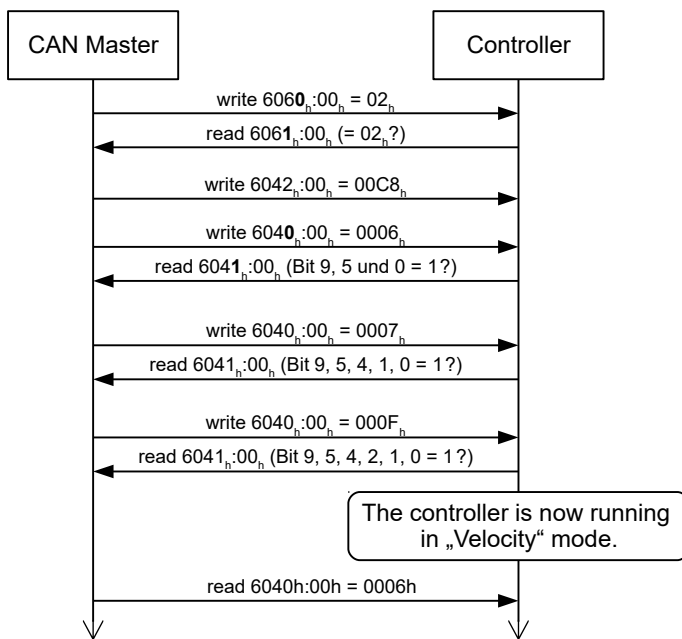 CAN Master
Controller
write 6060ₕ:00ₕ = 02ₕ
read 6061ₕ:00ₕ (= 02ₕ?)
write 6042ₕ:00ₕ = 00C8ₕ
write 6040ₕ:00ₕ = 0006ₕ
read 6041ₕ:00ₕ (Bit 9, 5 und 0 = 1?)
write 6040ₕ:00ₕ = 0007ₕ
read 6041ₕ:00ₕ (Bit 9, 5, 4, 1, 0 = 1?)
write 6040ₕ:00ₕ = 000Fₕ
read 6041ₕ:00ₕ (Bit 9, 5, 4, 2, 1, 0 = 1?)
The controller is now running
in „Velocity“ mode.
read 6040h:00h = 0006h